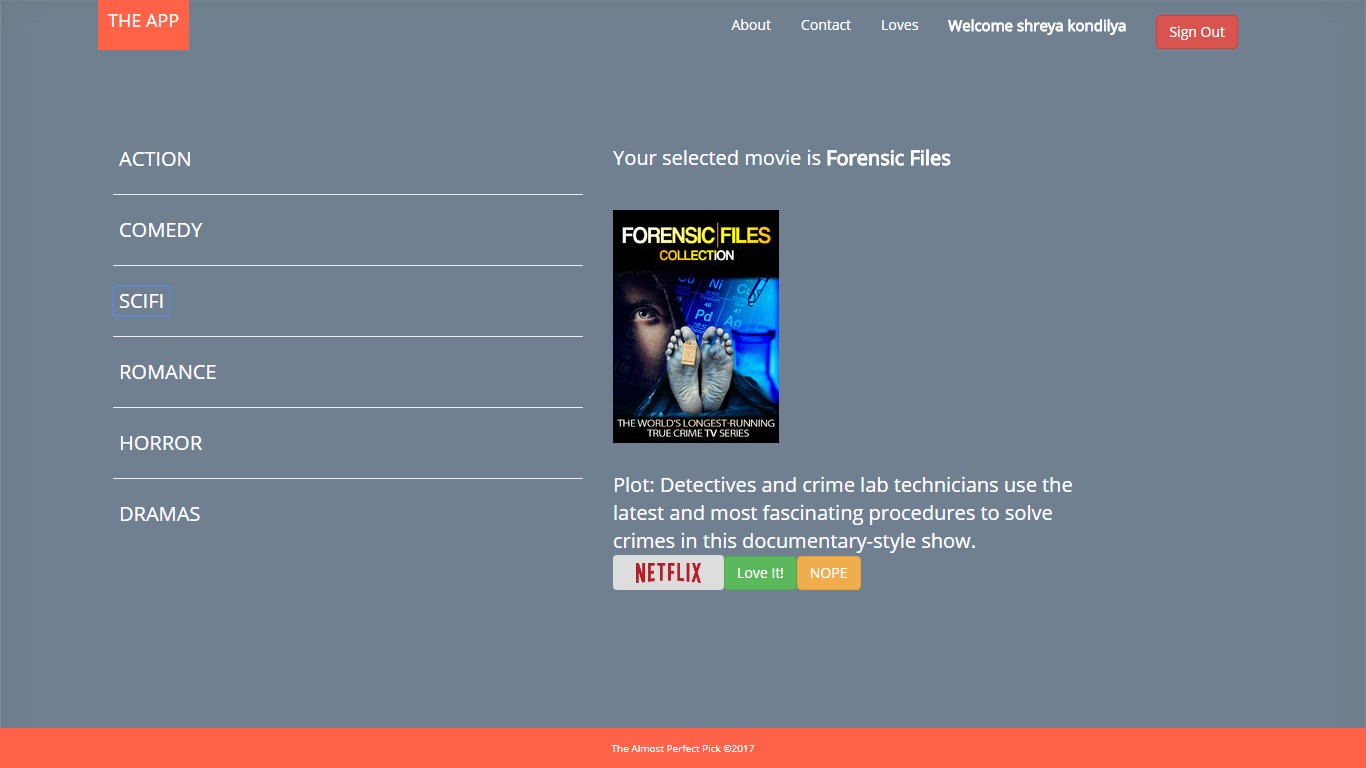 THE APP
About
Contact
Loves
Welcome shreya kondilya
Sign Out
ACTION
COMEDY
SCIFI
ROMANCE
HORROR
DRAMAS
Your selected movie is Forensic Files
FORENSIC FILES
COLLECTION
Ni
Pd
Ag
46
47
THE WORLD'S LONGEST-RUNNING
TRUE CRIME TV SERIES
Plot: Detectives and crime lab technicians use the
latest and most fascinating procedures to solve
crimes in this documentary-style show.
NETFLIX
Love It!
NOPE
The Almost Perfect Pick ©2017